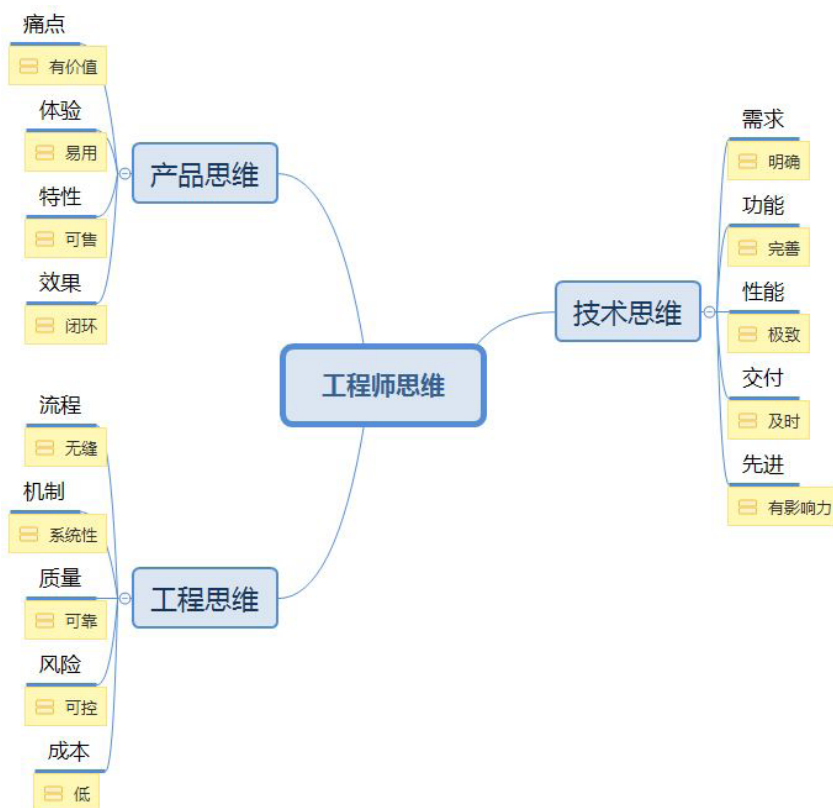 工程师思维
产品思维
痛点
有价值
体验
易用
特性
可售
效果
闭环
技术思维
需求
明确
功能
完善
性能
极致
交付
及时
先进
有影响力
工程思维
流程
无缝
机制
系统性
质量
可靠
风险
可控
成本
低